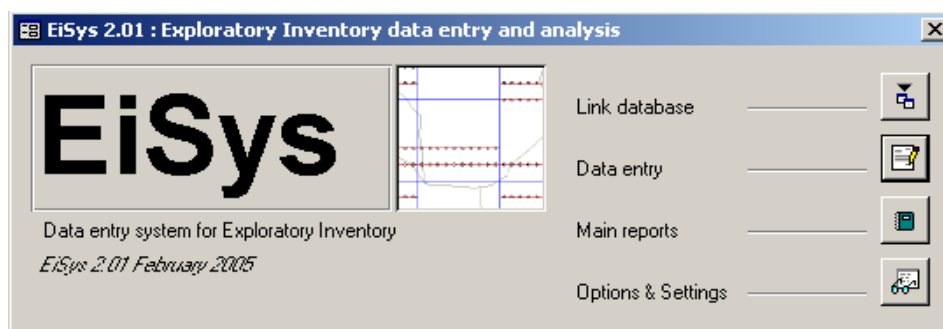 EiSys 2.01 : Exploratory Inventory data entry and analysis
EiSys
Data entry system for Exploratory Inventory
EiSys 2.01 February 2005
Link database
Data entry
Main reports
Options & Settings